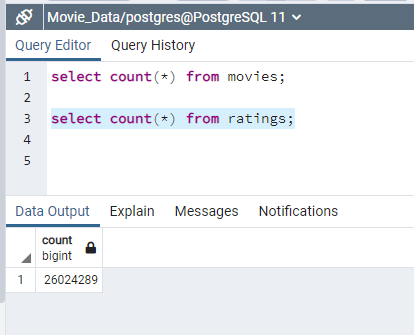 Movie_Data/postgres@PostgreSQL 11
Query Editor Query History
1 select count(*) from movies;
2
3 select count(*) from ratings;
4
5
Data Output Explain Messages Notifications
count
bigint
1 26024289